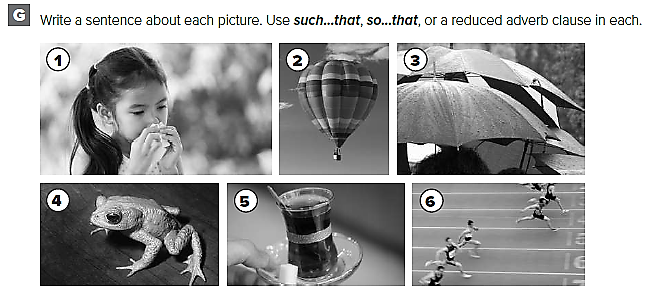 G Write a sentence about each picture. Use such...that, so...that, or a reduced adverb clause in each.
1 2 3
4 5 6